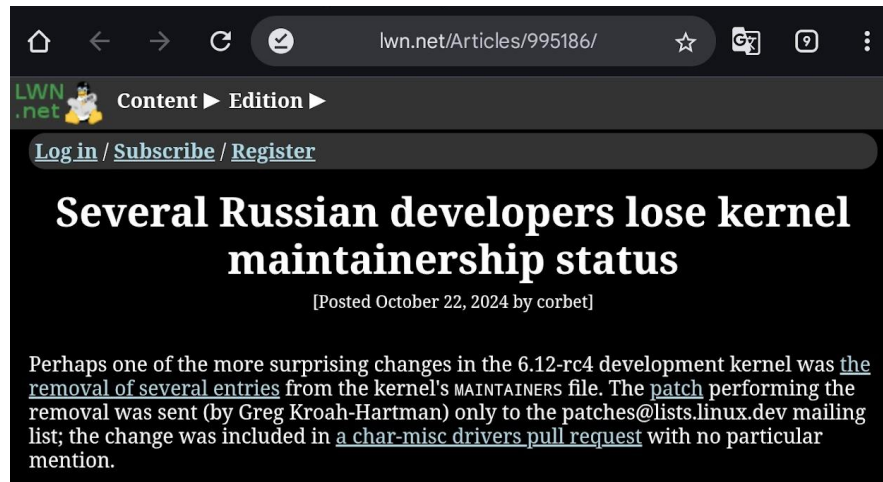 lwn.net/Articles/995186/
9
LWN
.net
Content ▶ Edition ▶
Log in / Subscribe / Register
Several Russian developers lose kernel
maintainership status
[Posted October 22, 2024 by corbet]
Perhaps one of the more surprising changes in the 6.12-rc4 development kernel was the
removal of several entries from the kernel's MAINTAINERS file. The patch performing the
removal was sent (by Greg Kroah-Hartman) only to the patches@lists.linux.dev mailing
list; the change was included in a char-misc drivers pull request with no particular
mention.